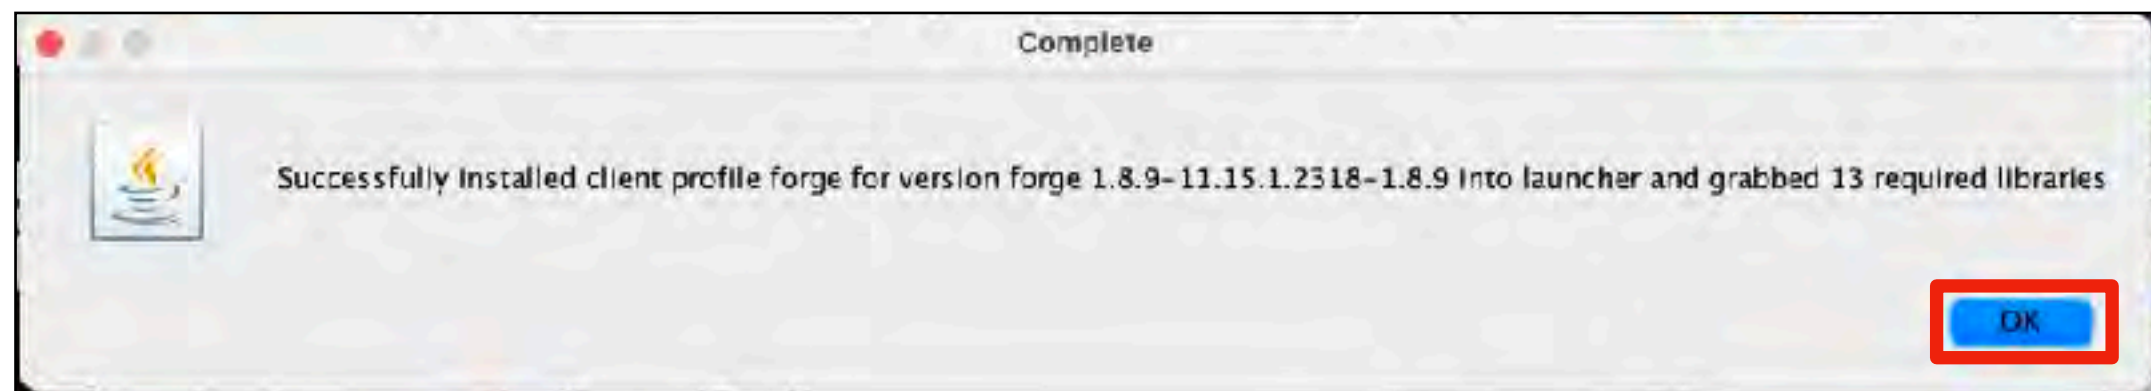 Complete
Successfully installed client profile forge for version forge 1.8.9-11.15.1.2318-1.8.9 into launcher and grabbed 13 required libraries
OK